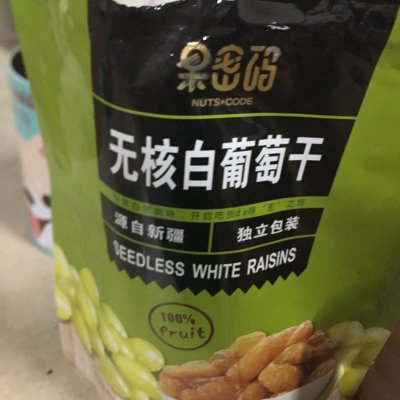 果密码
NUTS+CODE
无核白葡萄干
源自新疆
独立包装
SEEDLESS WHITE RAISINS
100%
fruit